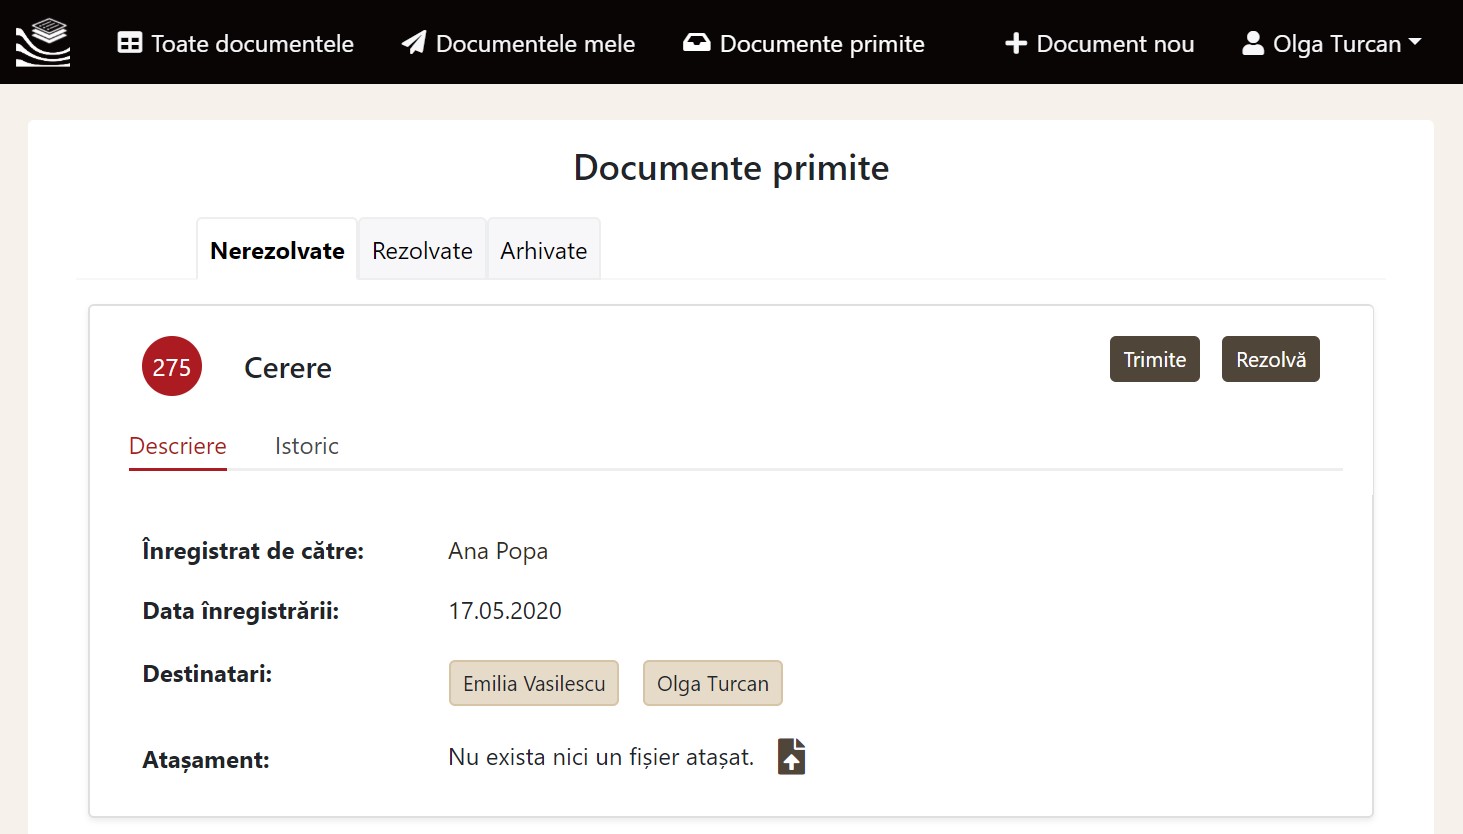 Toate documentele Documentele mele Documente primite Document nou Olga Turcan
Documente primite
Nerezolvate Rezolvate Arhivate
275 Cerere Trimite Rezolvă
Descriere Istoric
Înregistrat de către: Ana Popa
Data înregistrării: 17.05.2020
Destinatari: Emilia Vasilescu Olga Turcan
Atașament: Nu exista nici un fișier atașat.